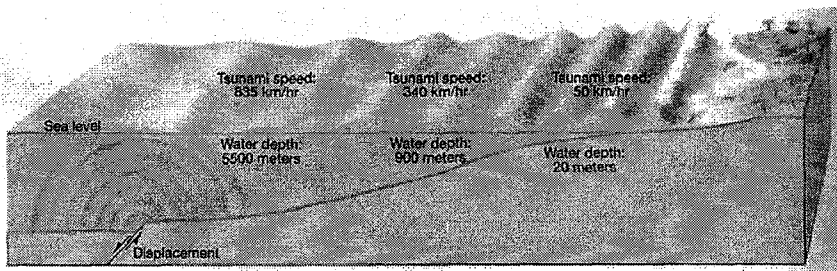 Tsunami speed:
835 km/hr
Tsunami speed:
340 km/hr
Tsunami speed:
50 km/hr
Sea level
Water depth:
5500 meters
Water depth:
900 meters
Water depth:
20 meters
Displacement